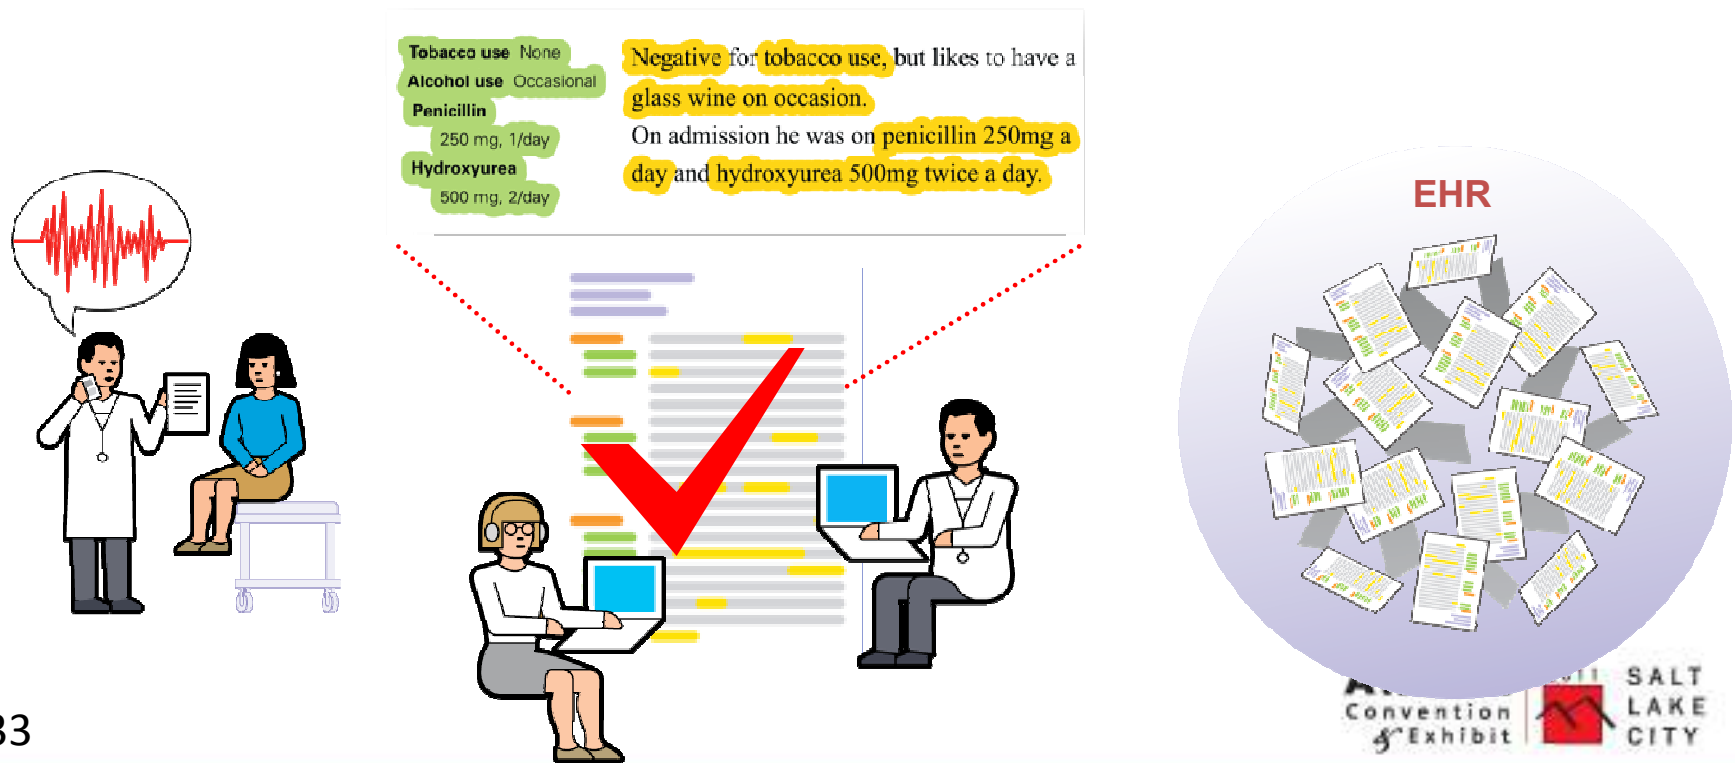 Tobacco use None
Alcohol use Occasional
Penicillin
250 mg, 1/day
Hydroxyurea
500 mg, 2/day
Negative for tobacco use, but likes to have a
glass wine on occasion.
On admission he was on penicillin 250mg a
day and hydroxyurea 500mg twice a day.
EHR
Convention
& Exhibit
SALT
LAKE
CITY
33